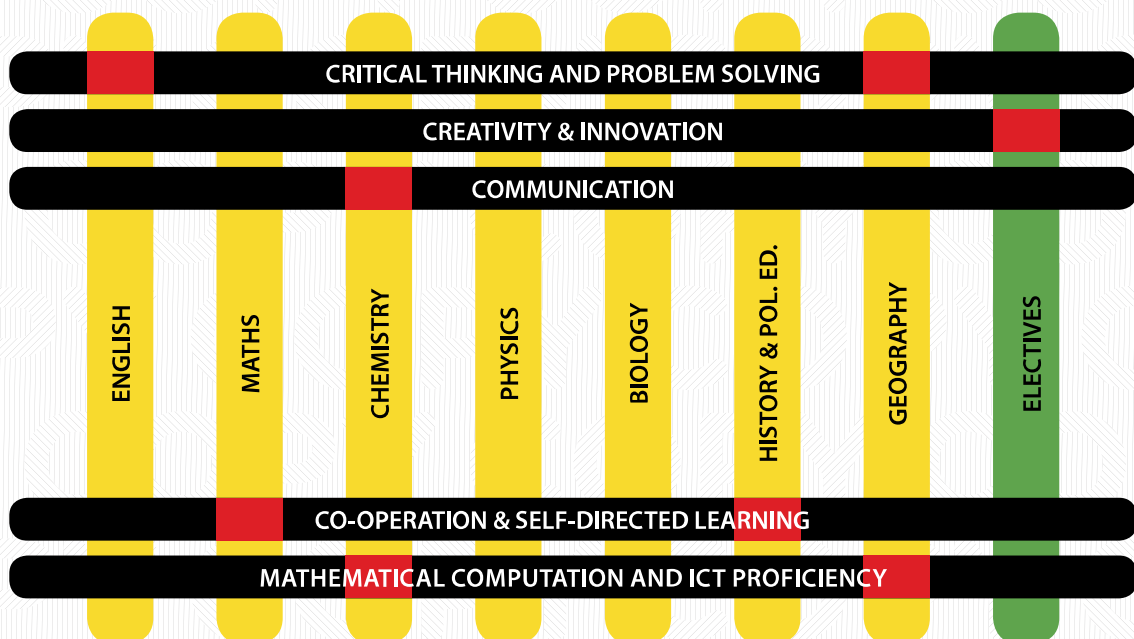 CRITICAL THINKING AND PROBLEM SOLVING
CREATIVITY & INNOVATION
COMMUNICATION
ENGLISH
MATHS
CHEMISTRY
PHYSICS
BIOLOGY
HISTORY & POL. ED.
GEOGRAPHY
ELECTIVES
CO-OPERATION & SELF-DIRECTED LEARNING
MATHEMATICAL COMPUTATION AND ICT PROFICIENCY